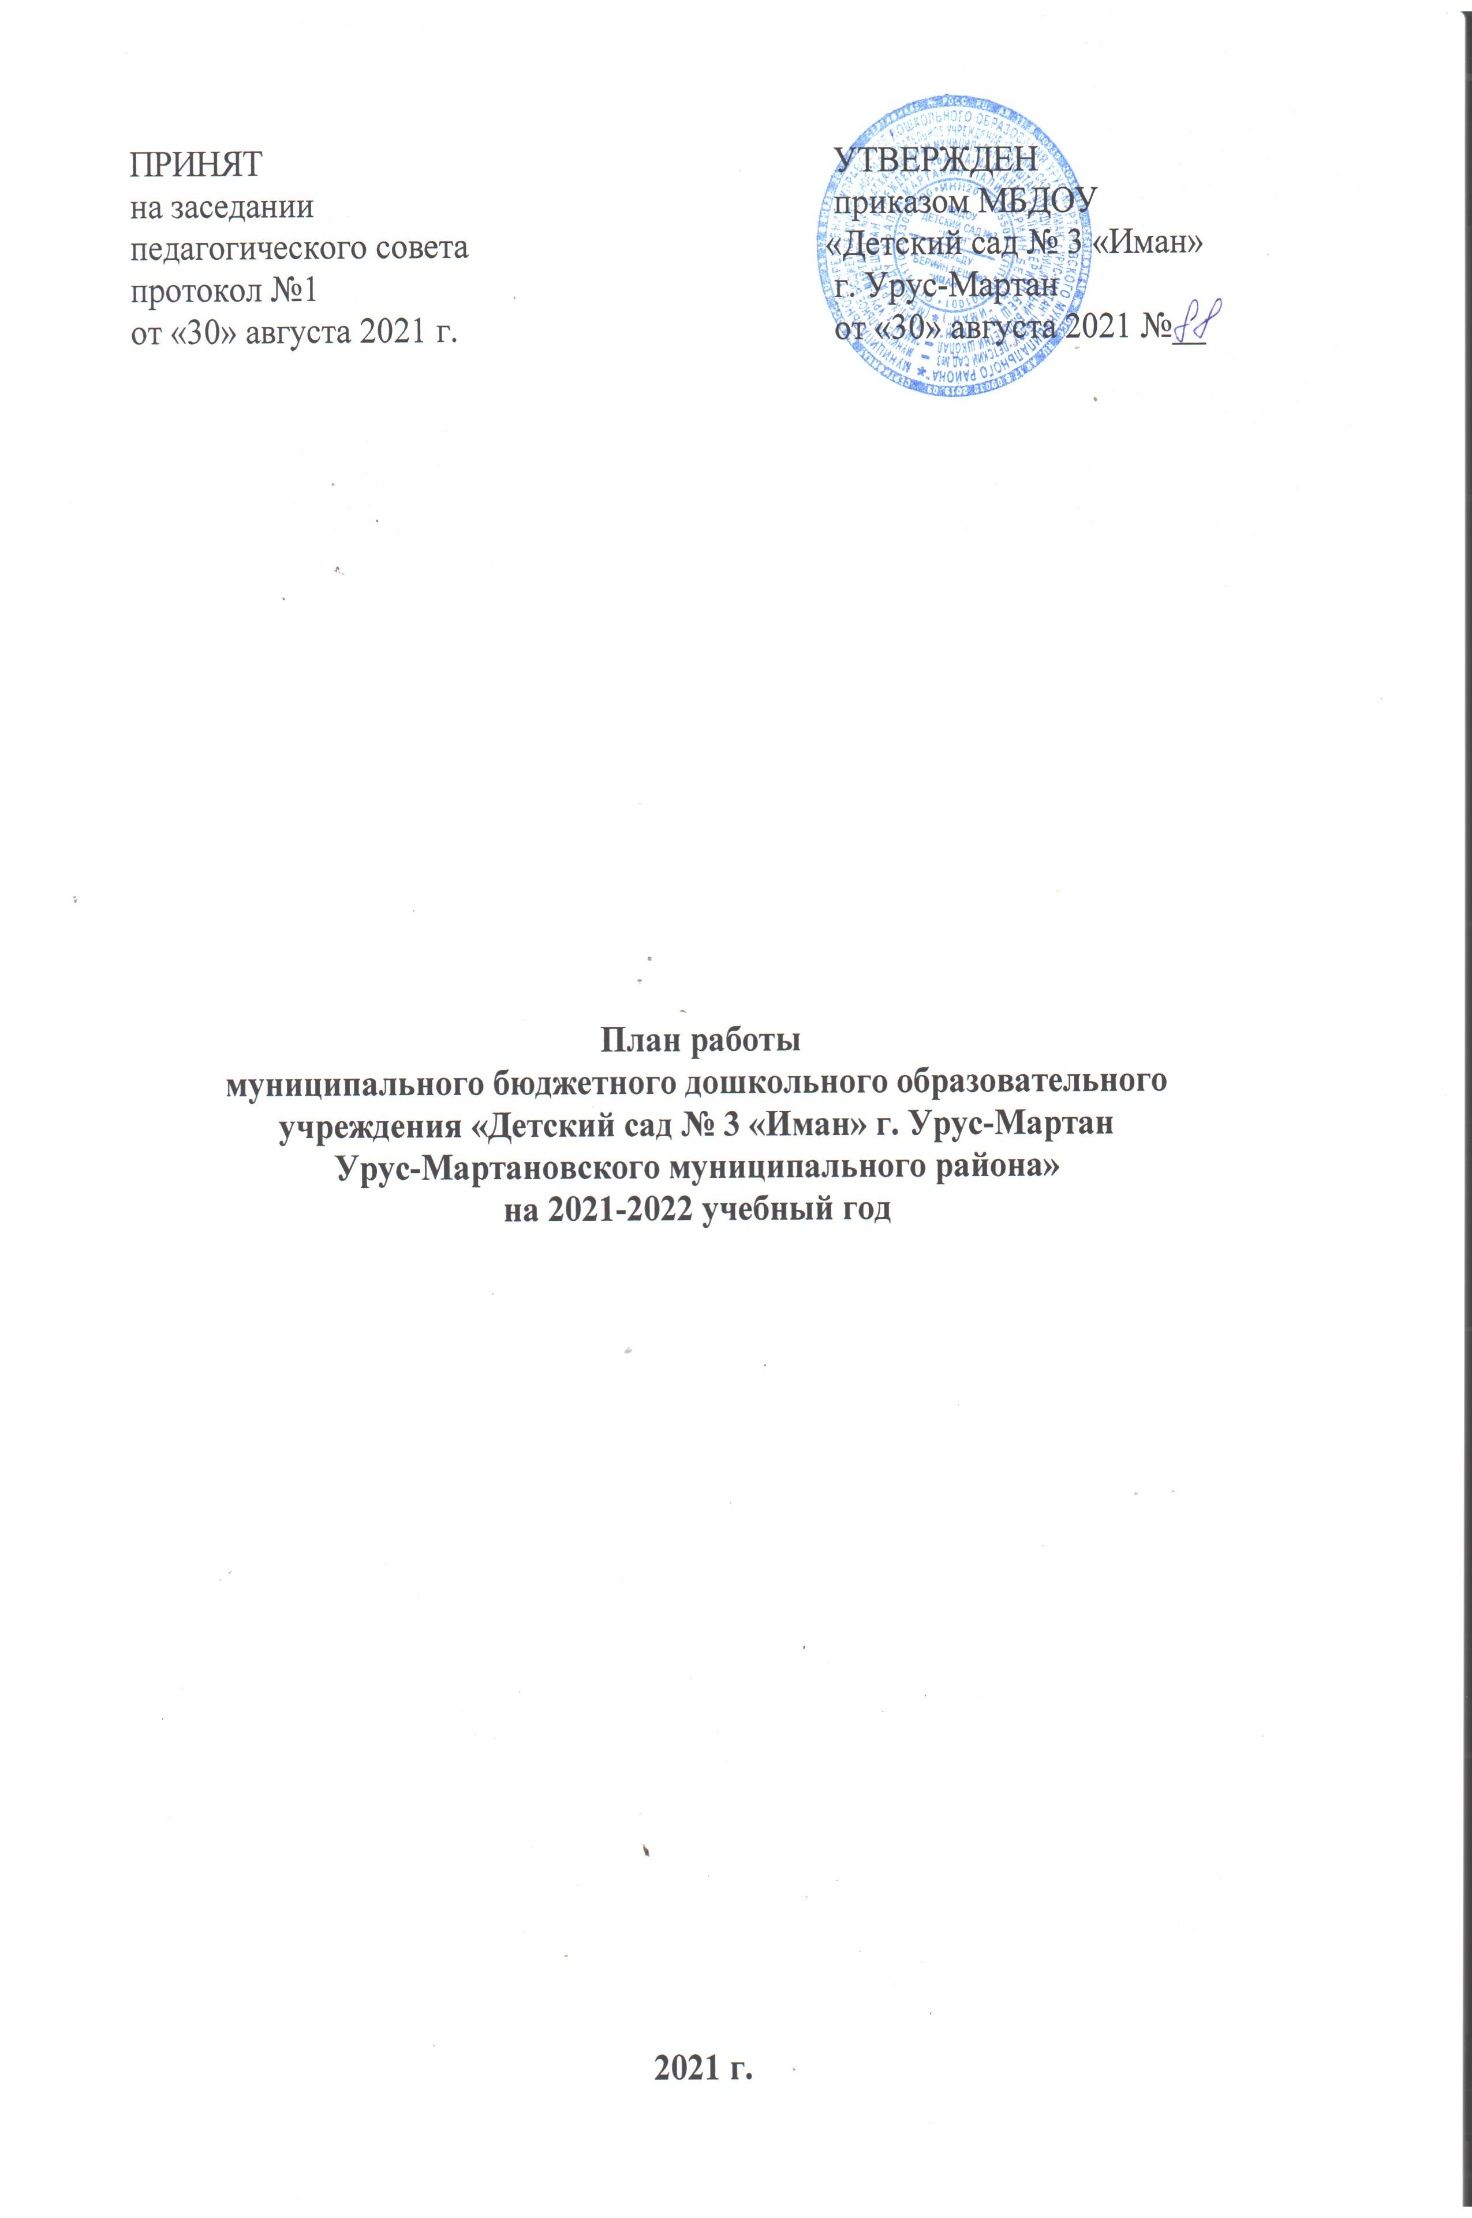 ПРИНЯТ
на заседании
педагогического совета
протокол №1
от «30» августа 2021 г.
УТВЕРЖДЕН
приказом МБДОУ
«Детский сад № 3 «Иман»
г. Урус-Мартан
от «30» августа 2021 №88
План работы
муниципального бюджетного дошкольного образовательного
учреждения «Детский сад № 3 «Иман» г. Урус-Мартан
Урус-Мартановского муниципального района»
на 2021-2022 учебный год
2021 г.